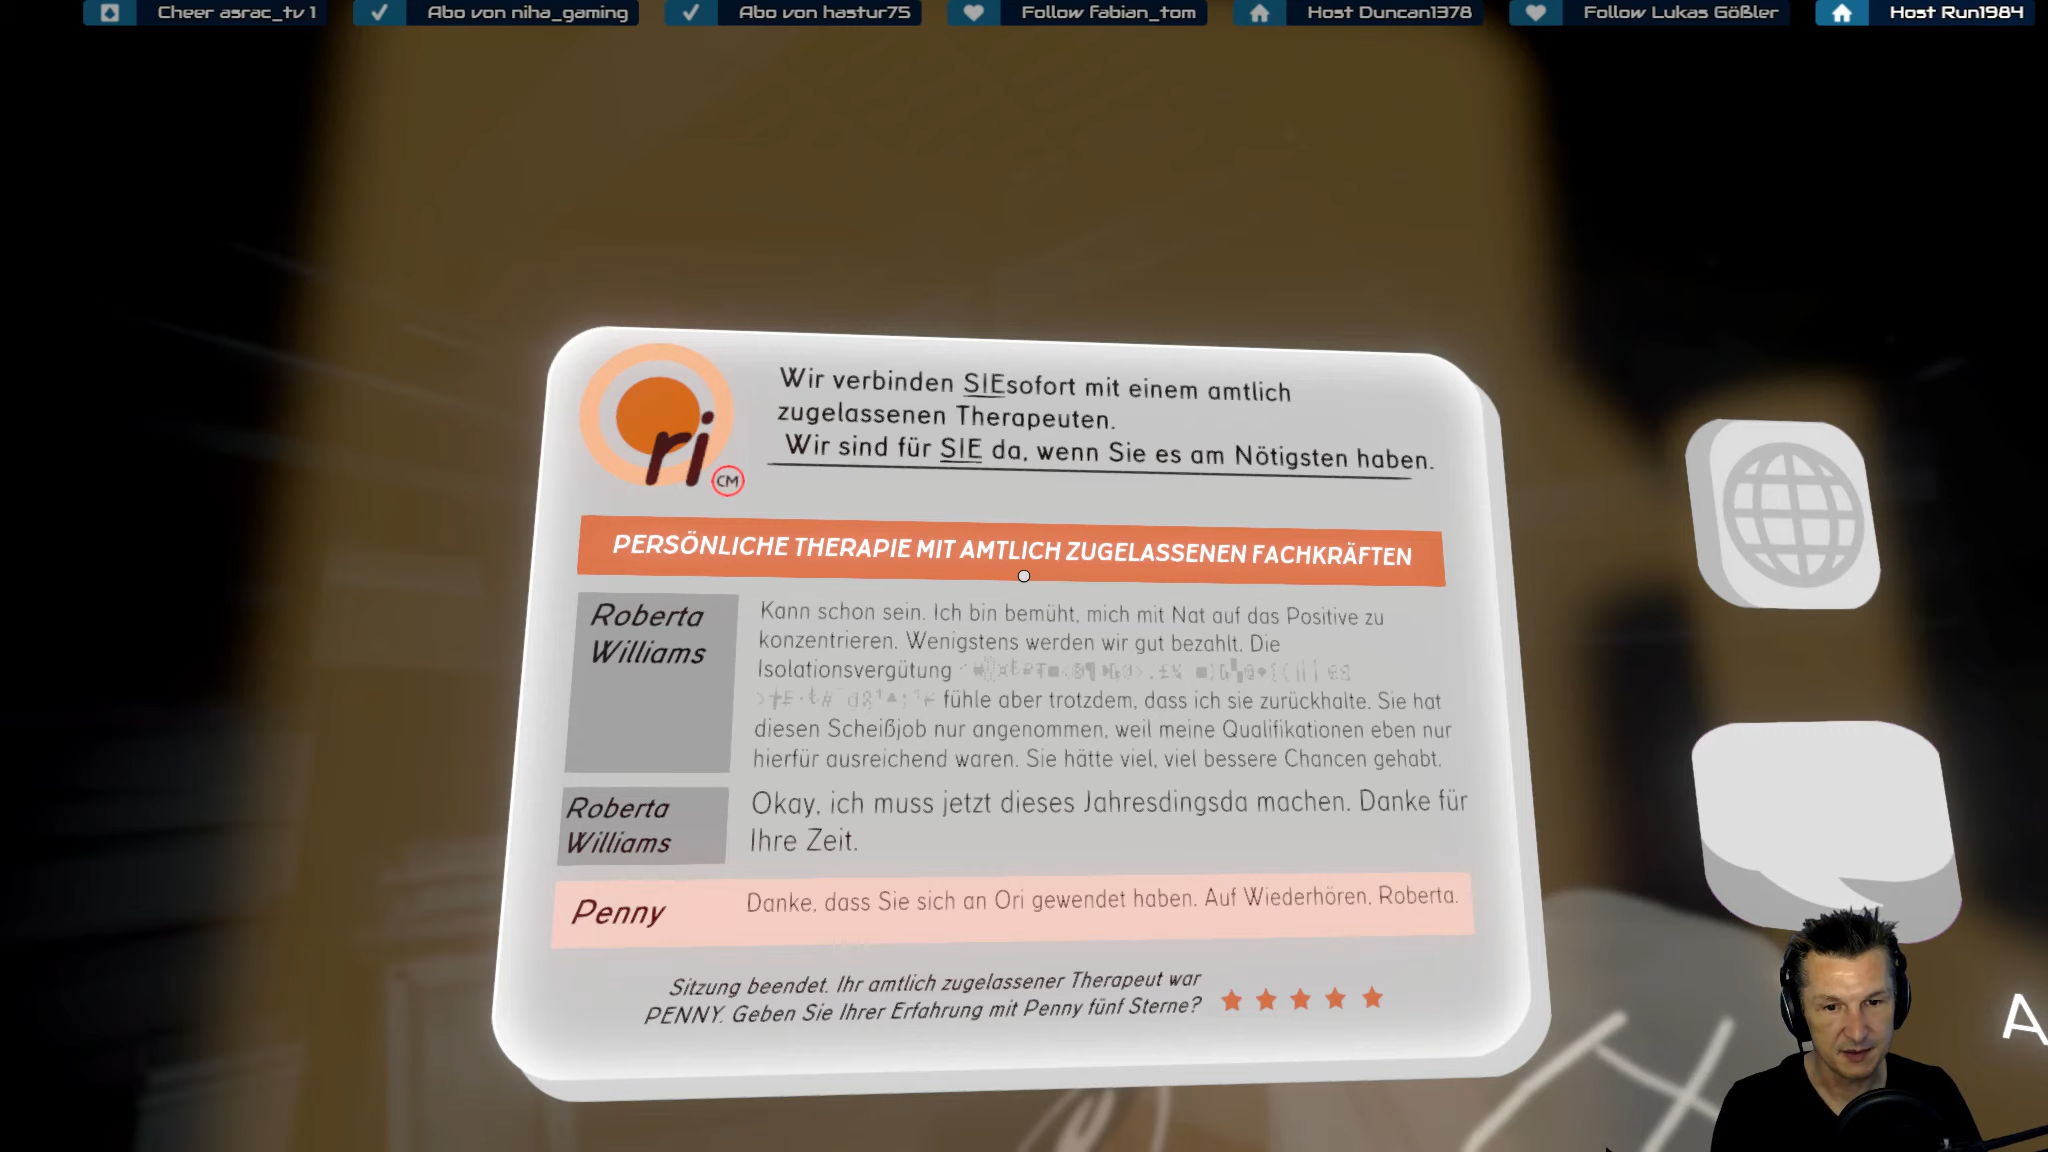 Cheer asrac_tv 1
Abo von niha_gaming
Abo von hastur75
Follow fabian_tom
Host Duncan1378
Follow Lukas Gößler
Host Run1984
ri
CM
Wir verbinden SIEsofort mit einem amtlich
zugelassenen Therapeuten.
Wir sind für SIE da, wenn Sie es am Nötigsten haben.
PERSÖNLICHE THERAPIE MIT AMTLICH ZUGELASSENEN FACHKRÄFTEN
Roberta
Williams
Kann schon sein. Ich bin bemüht, mich mit Nat auf das Positive zu
konzentrieren. Wenigstens werden wir gut bezahlt. Die
Isolationsvergütung
fühle aber trotzdem, dass ich sie zurückhalte. Sie hat
diesen Scheißjob nur angenommen, weil meine Qualifikationen eben nur
hierfür ausreichend waren. Sie hätte viel, viel bessere Chancen gehabt.
Roberta
Williams
Okay, ich muss jetzt dieses Jahresdingsda machen. Danke für
Ihre Zeit.
Penny
Danke, dass Sie sich an Ori gewendet haben. Auf Wiederhören, Roberta.
Sitzung beendet. Ihr amtlich zugelassener Therapeut war
PENNY. Geben Sie Ihrer Erfahrung mit Penny fünf Sterne?
A